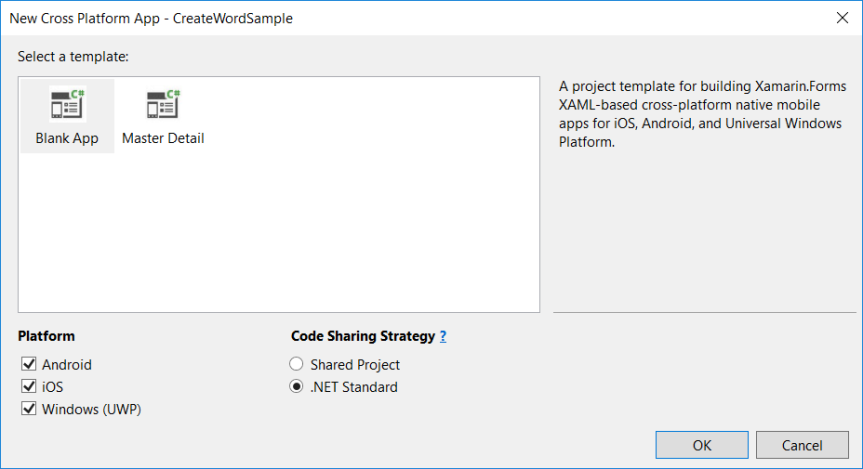 New Cross Platform App - CreateWordSample
Select a template:
C#
Blank App
C#
Master Detail
A project template for building Xamarin.Forms
XAML-based cross-platform native mobile
apps for iOS, Android, and Universal Windows
Platform.
Platform
Android
iOS
Windows (UWP)
Code Sharing Strategy ?
Shared Project
.NET Standard
OK
Cancel